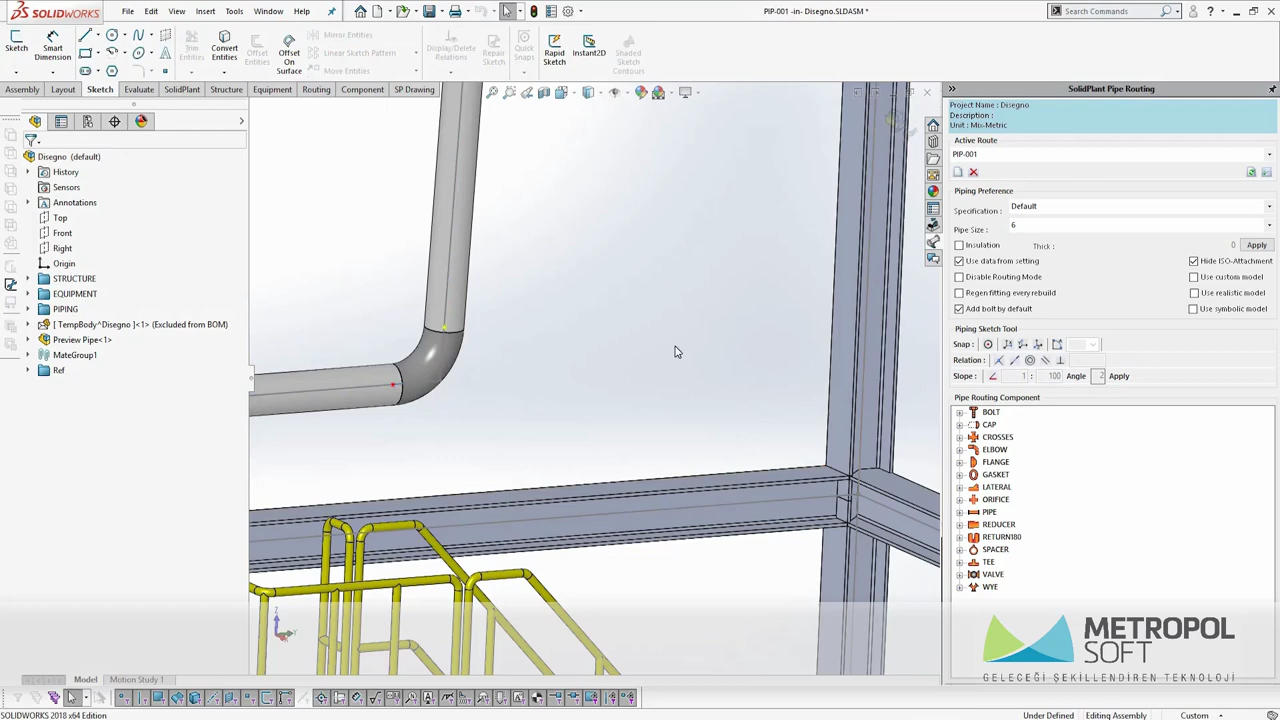 SOLIDWORKS
File
Edit
View
Insert
Tools
Window
Help
PIP-001 -in- Disegno.SLDASM *
Search Commands
Sketch
Smart Dimension
Trim Entities
Convert Entities
Offset Entities
Offset On Surface
Mirror Entities
Linear Sketch Pattern
Move Entities
Display/Delete Relations
Repair Sketch
Quick Snaps
Rapid Sketch
Instant2D
Shaded Sketch Contours
Assembly
Layout
Sketch
Evaluate
SolidPlant
Structure
Equipment
Routing
Component
SP Drawing
Disegno (default)
History
Sensors
Annotations
Top
Front
Right
Origin
STRUCTURE
EQUIPMENT
PIPING
[ TempBody^Disegno ]<1> (Excluded from BOM)
Preview Pipe<1>
MateGroup1
Ref
SolidPlant Pipe Routing
Project Name : Disegno
Description :
Unit : Mix-Metric
Active Route
PIP-001
Piping Preference
Specification: Default
Pipe Size: 6
Insulation Thick : 0 Apply
Use data from setting
Hide ISO-Attachment
Disable Routing Mode
Use custom model
Regen fitting every rebuild
Use realistic model
Add bolt by default
Use symbolic model
Piping Sketch Tool
Snap :
Relation :
Slope : 1 : 100 Angle 2 Apply
Pipe Routing Component
BOLT
CAP
CROSSES
ELBOW
FLANGE
GASKET
LATERAL
ORIFICE
PIPE
REDUCER
RETURN180
SPACER
TEE
VALVE
WYE
METROPOL
SOFT
GELECEĞİ ŞEKİLLENDİREN TEKNOLOJİ
Z
Y
Model
Motion Study 1
SOLIDWORKS 2018 x64 Edition
Under Defined
Editing Assembly
Custom